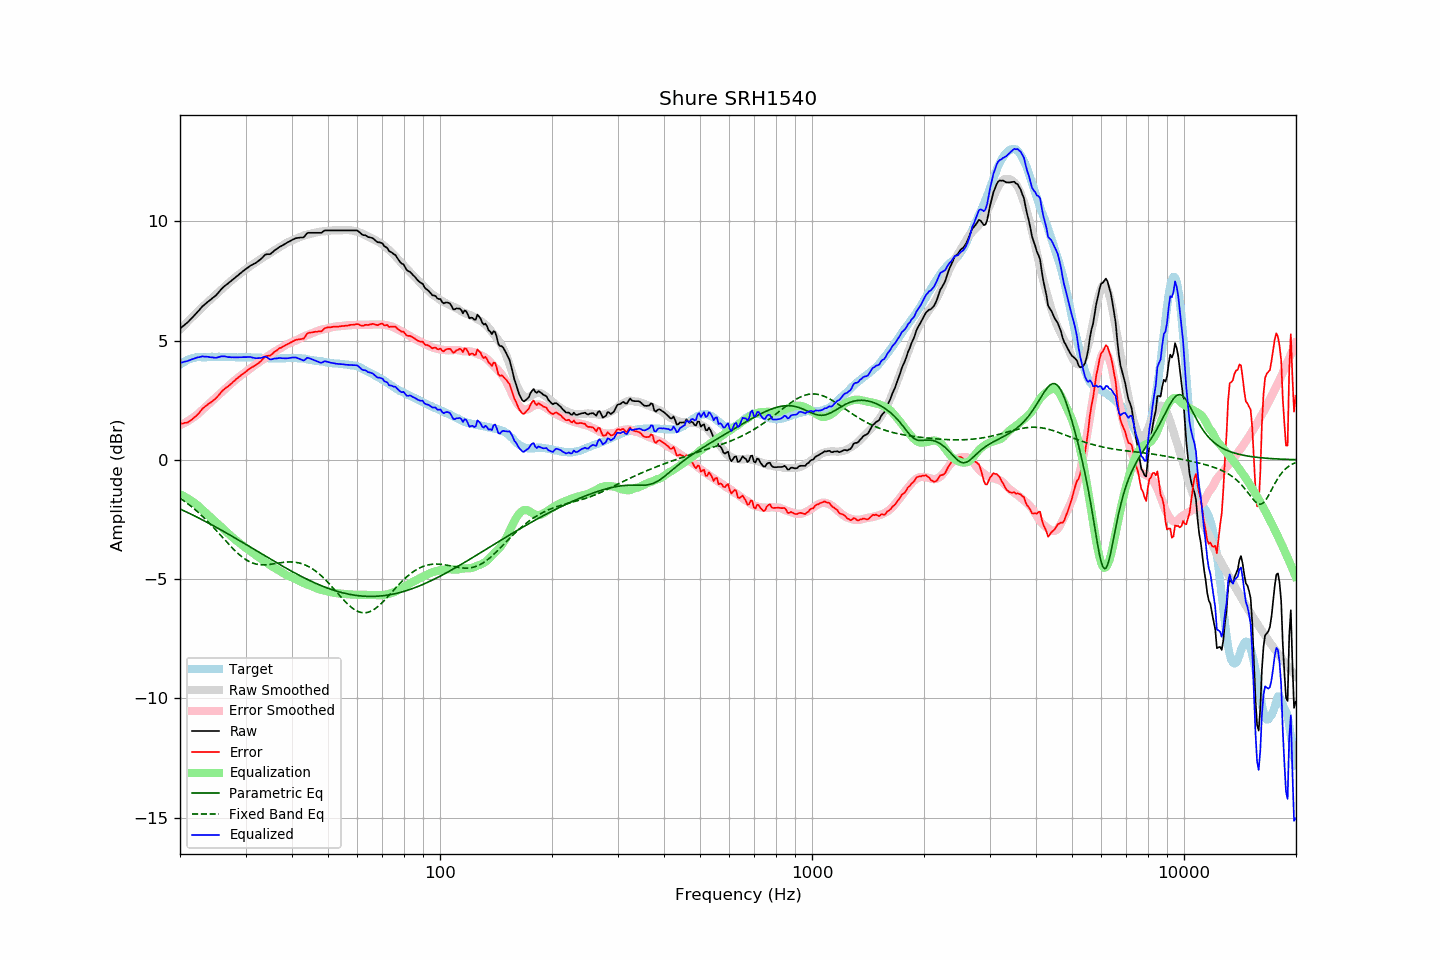 Shure SRH1540
Amplitude (dBr)
10
5
0
−5
−10
−15
Target
Raw Smoothed
Error Smoothed
Raw
Error
Equalization
Parametric Eq
Fixed Band Eq
Equalized
100
1000
10000
Frequency (Hz)